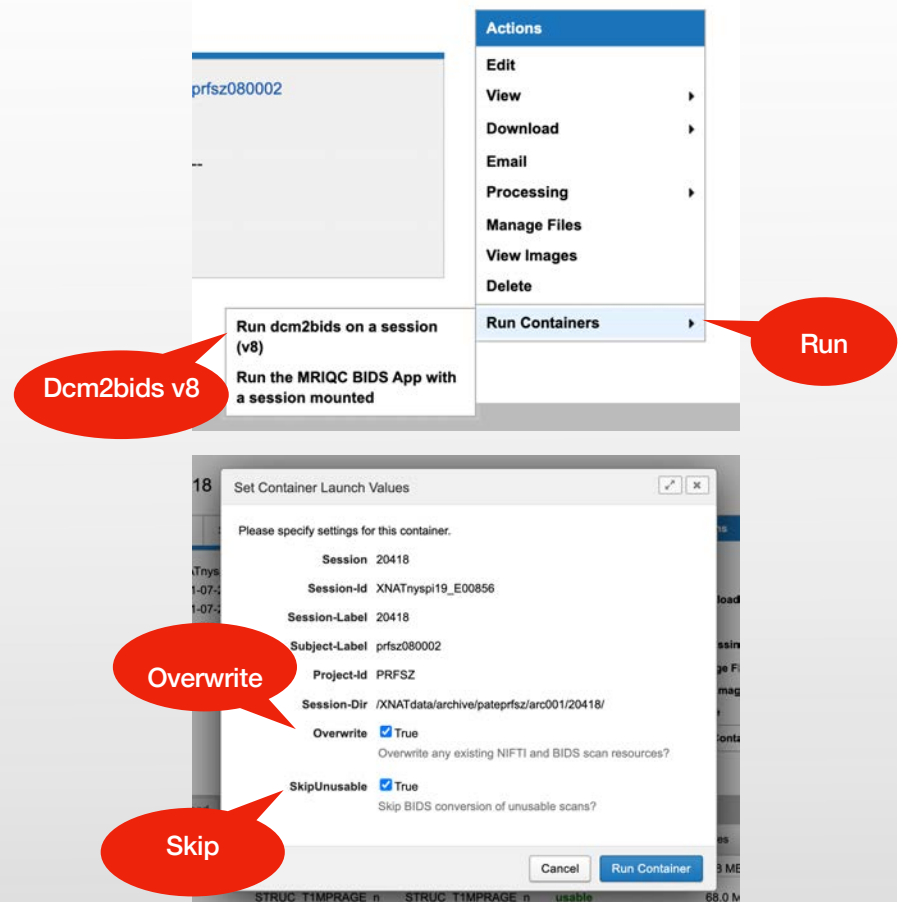 Actions
Edit
prfsz080002
View
Download
--
Email
Processing
Manage Files
View Images
Delete
Run Containers
Run
Run dcm2bids on a session
(v8)
Dcm2bids v8
Run the MRIQC BIDS App with
a session mounted
18
Set Container Launch Values
Please specify settings for this container.
Session 20418
Session-Id XNATnyspi19_E00856
Session-Label 20418
Subject-Label prfsz080002
Overwrite
Project-Id PRFSZ
Session-Dir /XNATdata/archive/pateprfsz/arc001/20418/
Overwrite True
Overwrite any existing NIFTI and BIDS scan resources?
SkipUnusable True
Skip BIDS conversion of unusable scans?
Skip
Cancel Run Container
STRUC_T1MPRAGE_n STRUC_T1MPRAGE_n usable 68.0 M